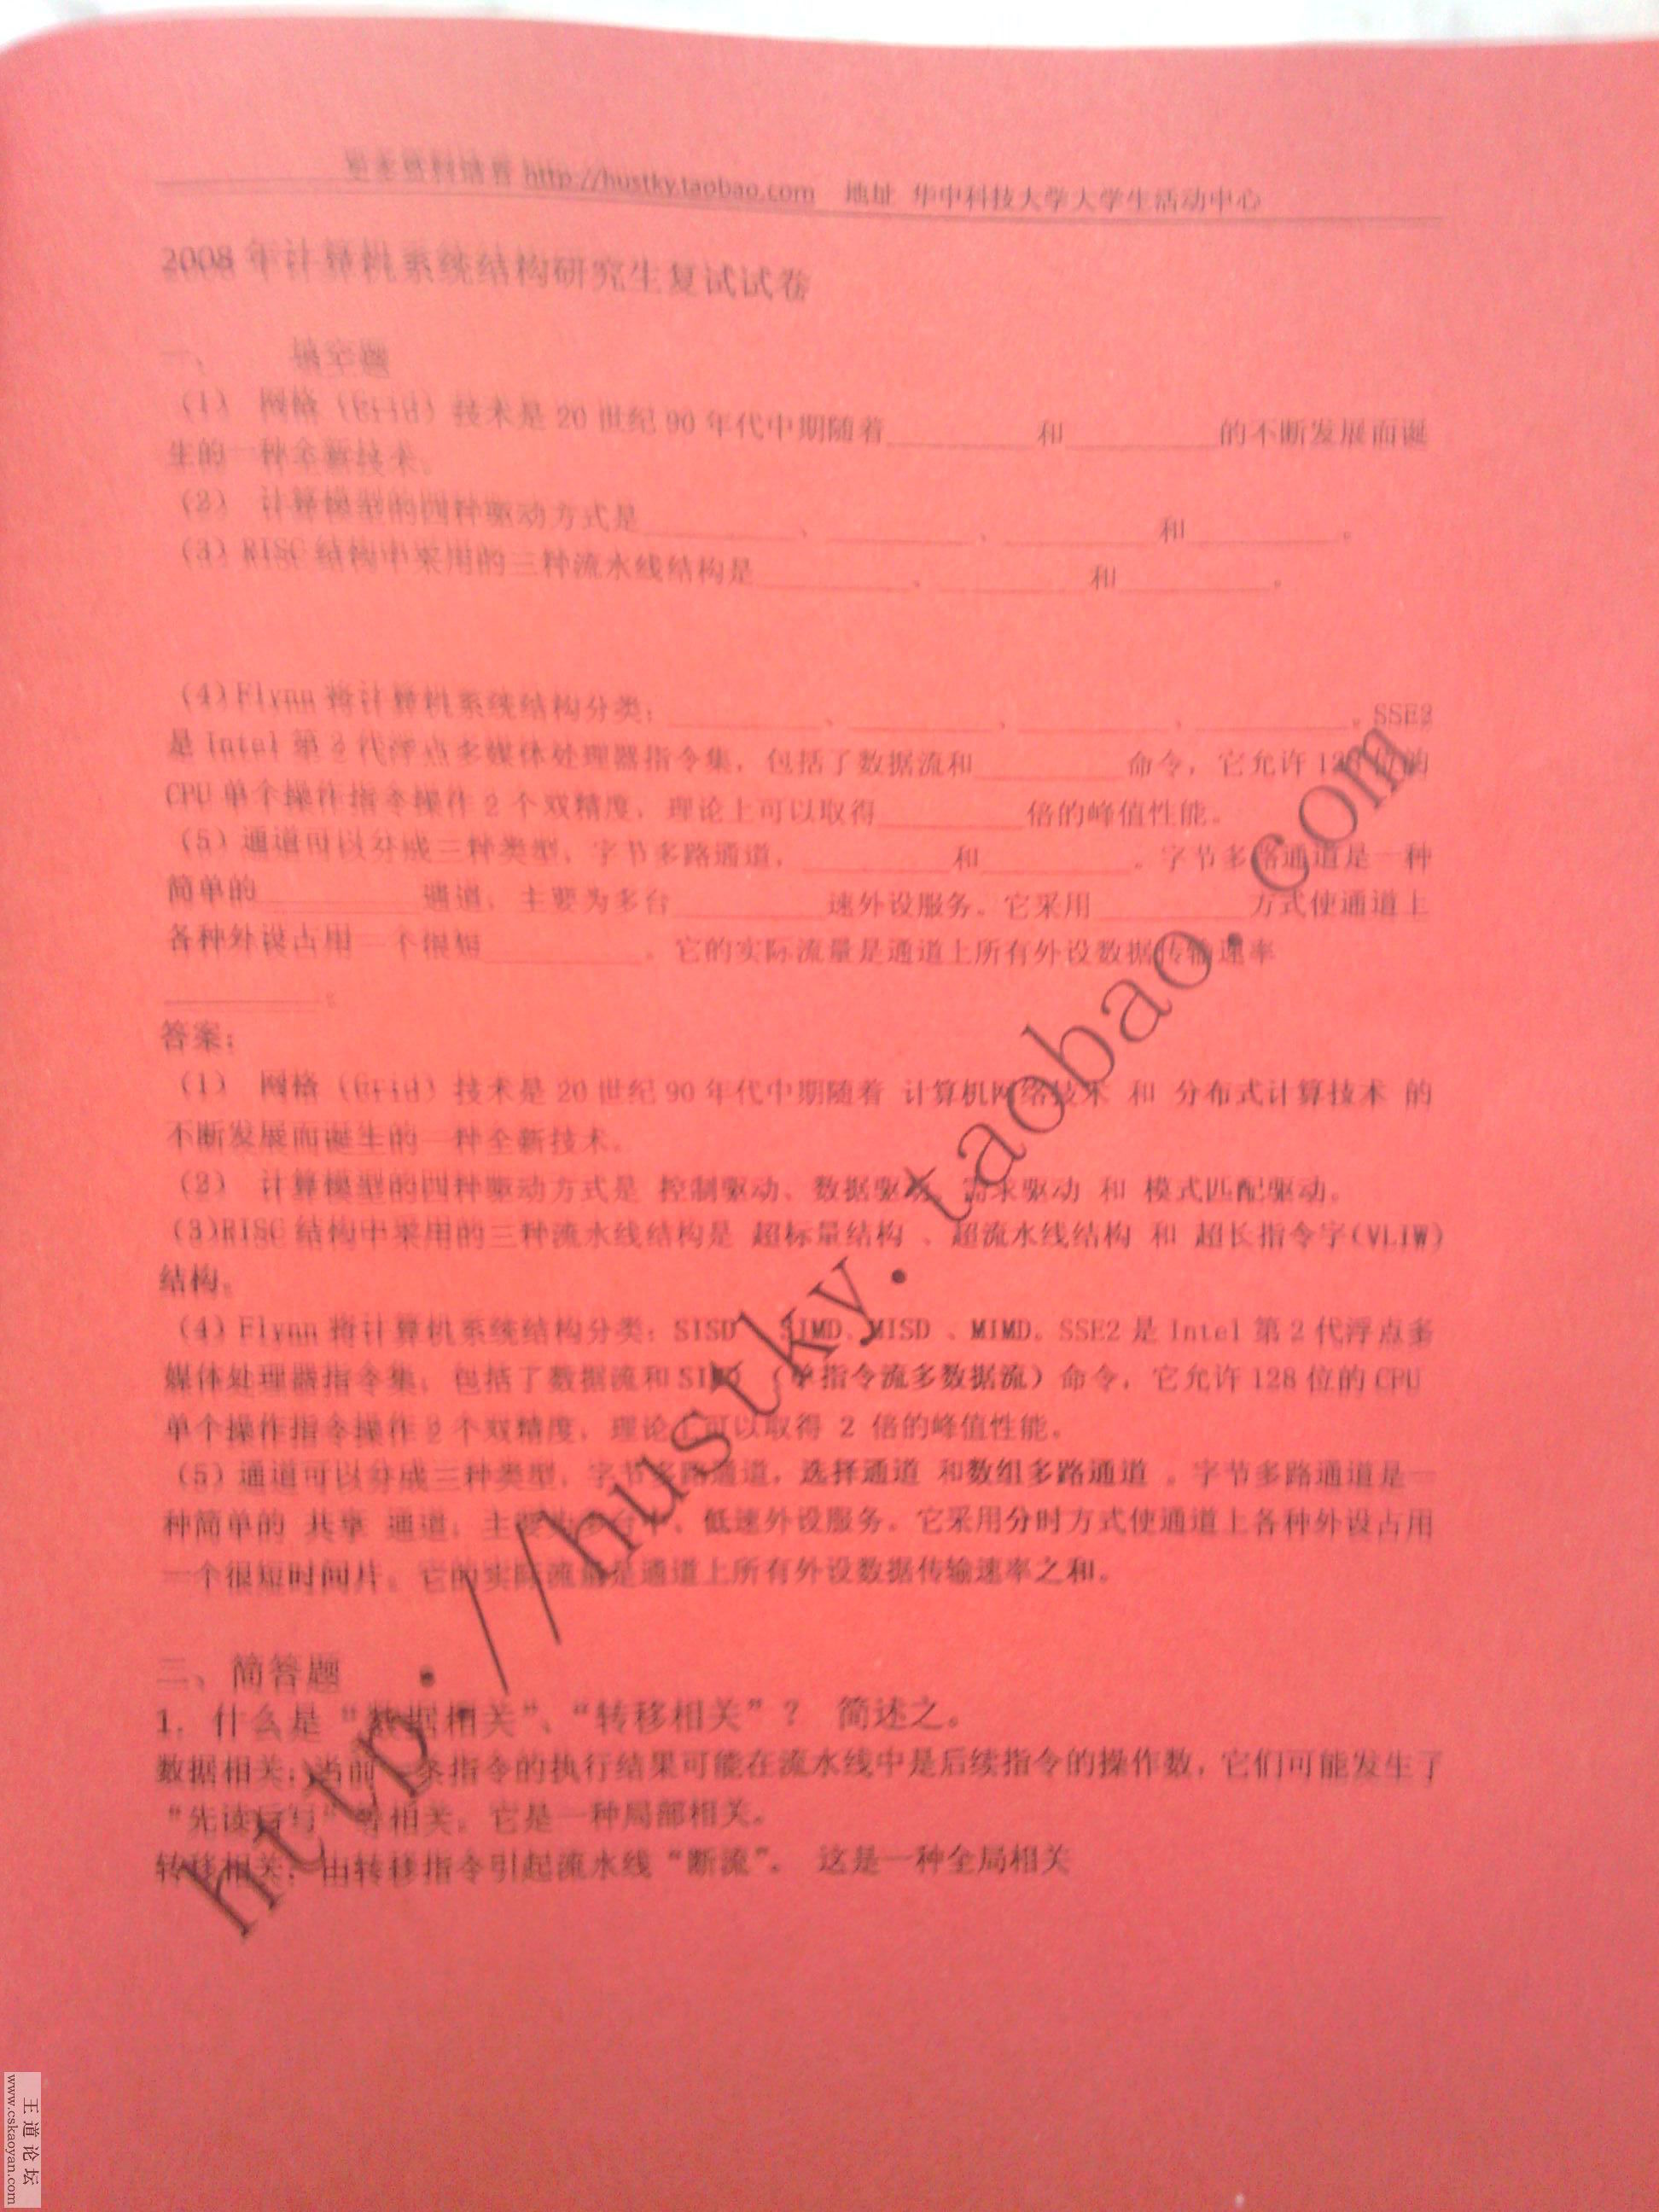 更多资料请看 http://hustky.taobao.com 地址 华中科技大学大学生活动中心
2008 年计算机系统结构研究生复试试卷
一、 填空题
（1） 网格（Grid）技术是 20 世纪 90 年代中期随着________和________的不断发展而诞
生的一种全新技术。
（2） 计算模型的四种驱动方式是________、________、________和________。
（3）RISC 结构中采用的三种流水线结构是________、________和________。
（4）Flynn 将计算机系统结构分类：________、________、________、________。SSE2
是 Intel 第 2 代浮点多媒体处理器指令集，包括了数据流和________命令，它允许 128 位的
CPU 单个操作指令操作 2 个双精度，理论上可以取得________倍的峰值性能。
（5）通道可以分成三种类型，字节多路通道，________和________。字节多路通道是一种
简单的________通道，主要为多台________速外设服务。它采用________方式使通道上
各种外设占用一个很短________。它的实际流量是通道上所有外设数据传输速率
________。
答案：
（1） 网格（Grid）技术是 20 世纪 90 年代中期随着 计算机网络技术 和 分布式计算技术 的
不断发展而诞生的一种全新技术。
（2） 计算模型的四种驱动方式是 控制驱动、数据驱动、需求驱动 和 模式匹配驱动。
（3)RISC 结构中采用的三种流水线结构是 超标量结构 、超流水线结构 和 超长指令字(VLIW)
结构。
（4）Flynn 将计算机系统结构分类：SISD 、SIMD、MISD 、MIMD。SSE2 是 Intel 第 2 代浮点多
媒体处理器指令集，包括了数据流和 SIMD （单指令流多数据流）命令，它允许 128 位的 CPU
单个操作指令操作 2 个双精度，理论上可以取得 2 倍的峰值性能。
（5）通道可以分成三种类型，字节多路通道，选择通道 和数组多路通道 。字节多路通道是一
种简单的 共享 通道，主要为多台中、低速外设服务。它采用分时方式使通道上各种外设占用
一个很短时间片。它的实际流量是通道上所有外设数据传输速率之和。
二、简答题
1. 什么是“数据相关”、“转移相关”？ 简述之。
数据相关：当前一条指令的执行结果可能在流水线中是后续指令的操作数，它们可能发生了
“先读后写”等相关。它是一种局部相关。
转移相关：由转移指令引起流水线“断流”。 这是一种全局相关
http://hustky.taobao.com
王道论坛
www.cskaoyan.com